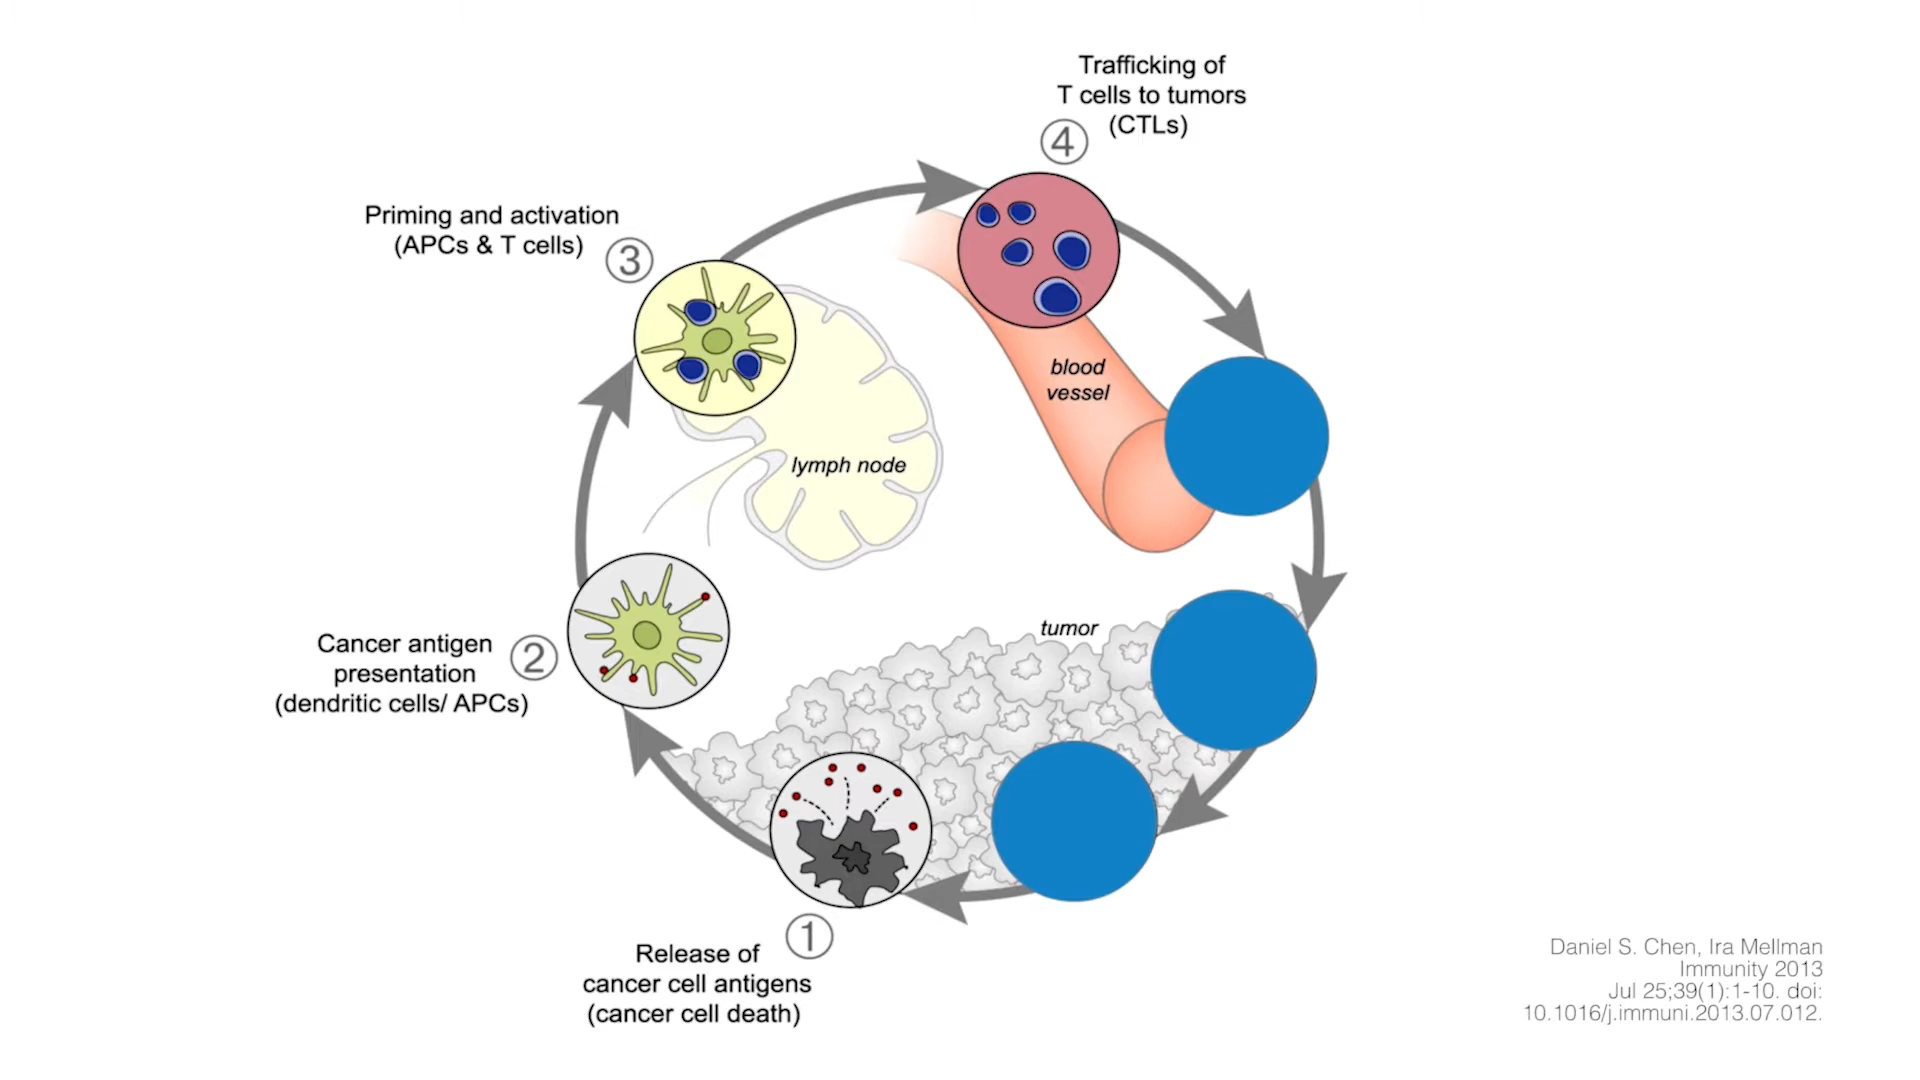 Trafficking of
T cells to tumors
(CTLs)
4
Priming and activation
(APCs & T cells)
3
blood
vessel
lymph node
tumor
Cancer antigen
presentation
(dendritic cells/ APCs)
2
1
Release of
cancer cell antigens
(cancer cell death)
Daniel S. Chen, Ira Mellman
Immunity 2013
Jul 25;39(1):1-10. doi:
10.1016/j.immuni.2013.07.012.